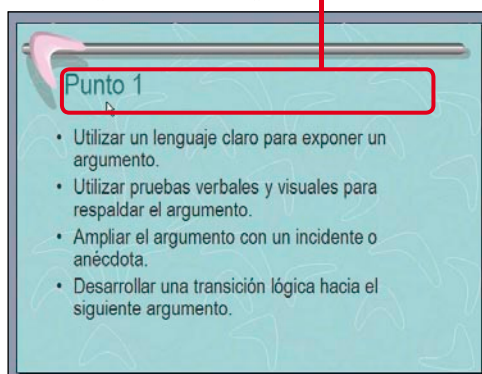 Punto 1
• Utilizar un lenguaje claro para exponer un
argumento.
• Utilizar pruebas verbales y visuales para
respaldar el argumento.
• Ampliar el argumento con un incidente o
anécdota.
• Desarrollar una transición lógica hacia el
siguiente argumento.